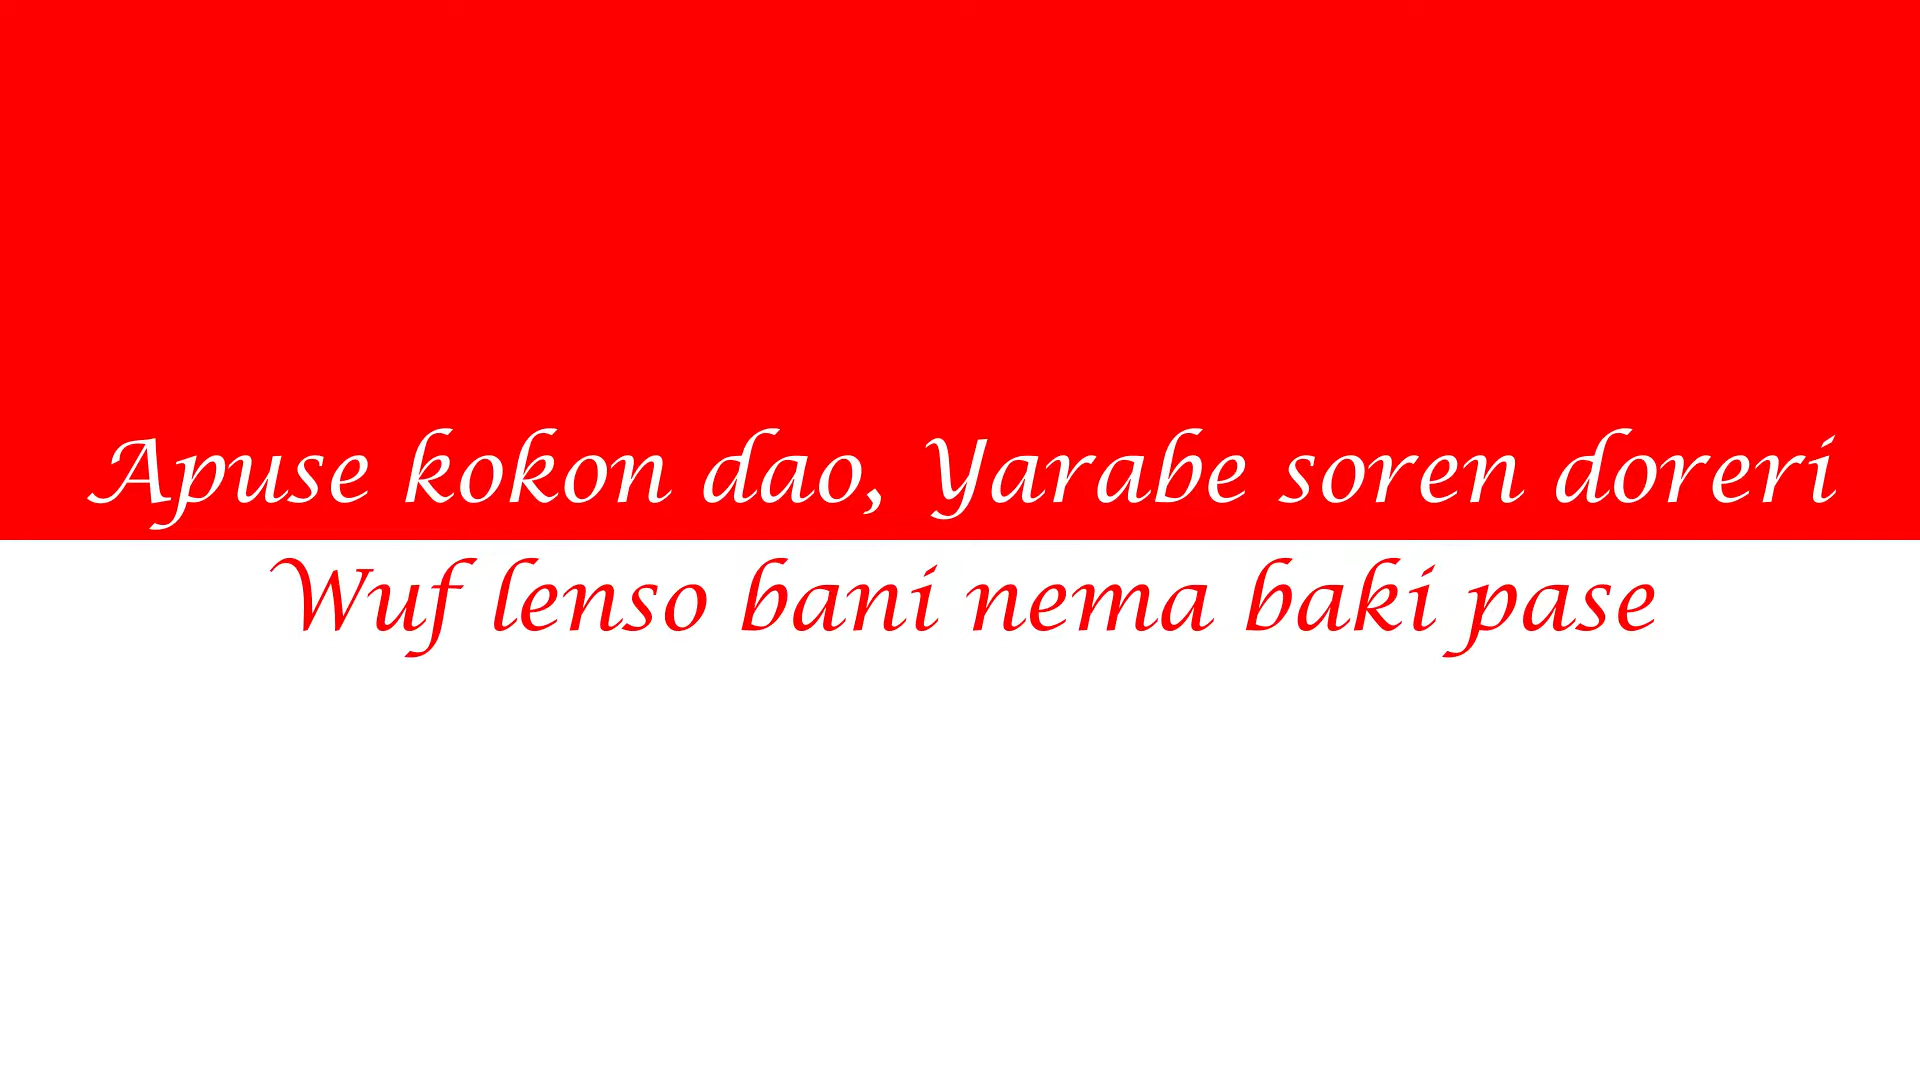 Apuse kokon dao, Yarabe soren doreri
Wuf lenso bani nema baki pase